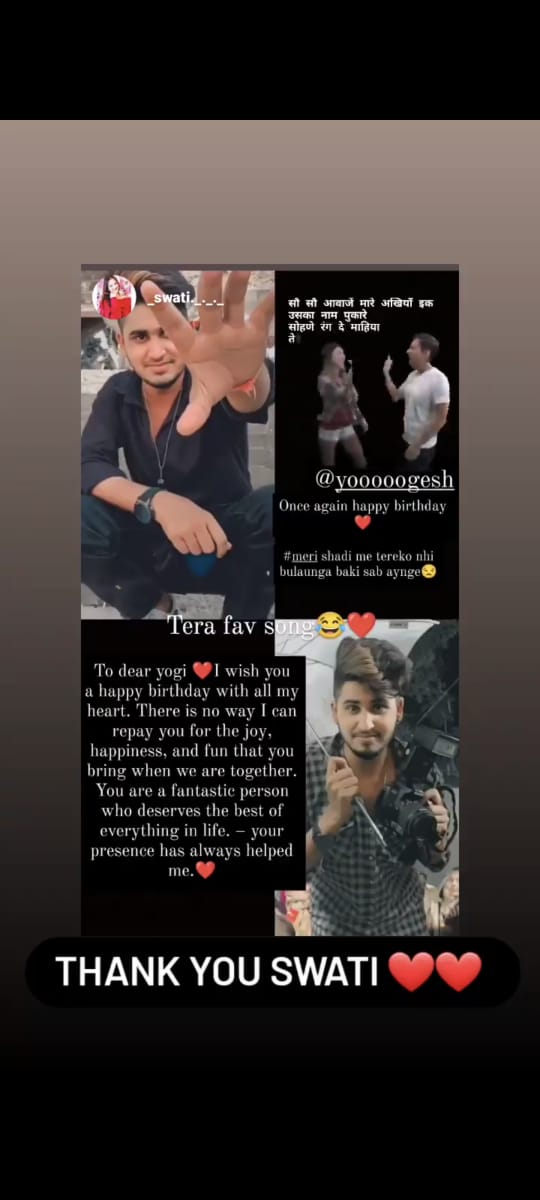 _swati_._._
सौ सौ आवाजें मारे अखियाँ इक
उसका नाम पुकारे
सोहणे रंग दे माहिया
ते
@yooooogesh
Once again happy birthday
❤️
#meri shadi me tereko nhi
bulaunga baki sab aynge😒
Tera fav song😂❤️
To dear yogi ❤️I wish you
a happy birthday with all my
heart. There is no way I can
repay you for the joy,
happiness, and fun that you
bring when we are together.
You are a fantastic person
who deserves the best of
everything in life. – your
presence has always helped
me.❤️
THANK YOU SWATI ❤️❤️